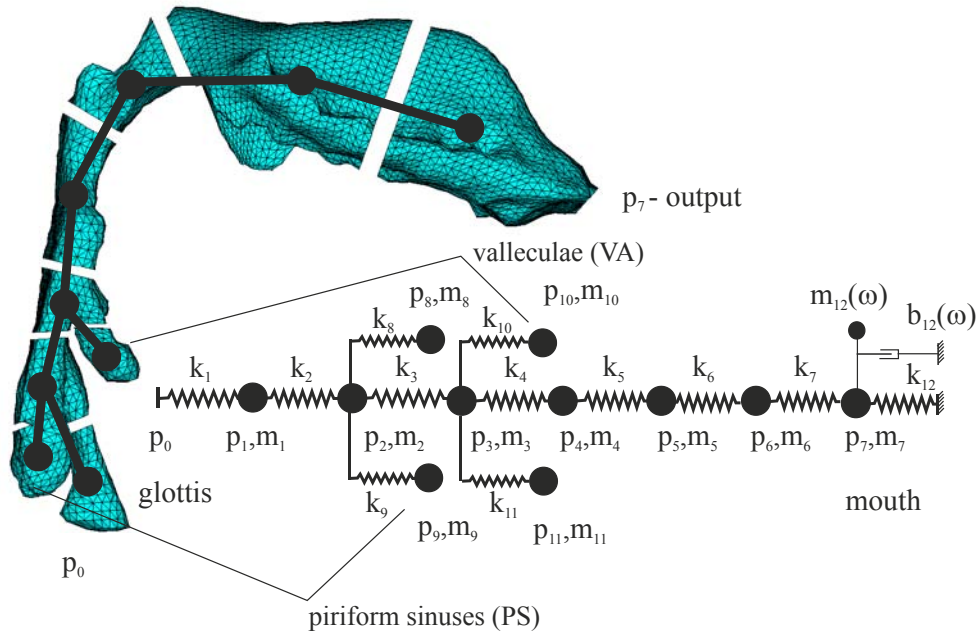 p₇ - output
valleculae (VA)
p₈,m₈
p₁₀,m₁₀
m₁₂(ω)
b₁₂(ω)
k₈
k₁₀
k₁
k₂
k₃
k₄
k₅
k₆
k₇
k₁₂
p₀
p₁,m₁
p₂,m₂
p₃,m₃
p₄,m₄
p₅,m₅
p₆,m₆
p₇,m₇
glottis
k₉
k₁₁
mouth
p₉,m₉
p₁₁,m₁₁
p₀
piriform sinuses (PS)